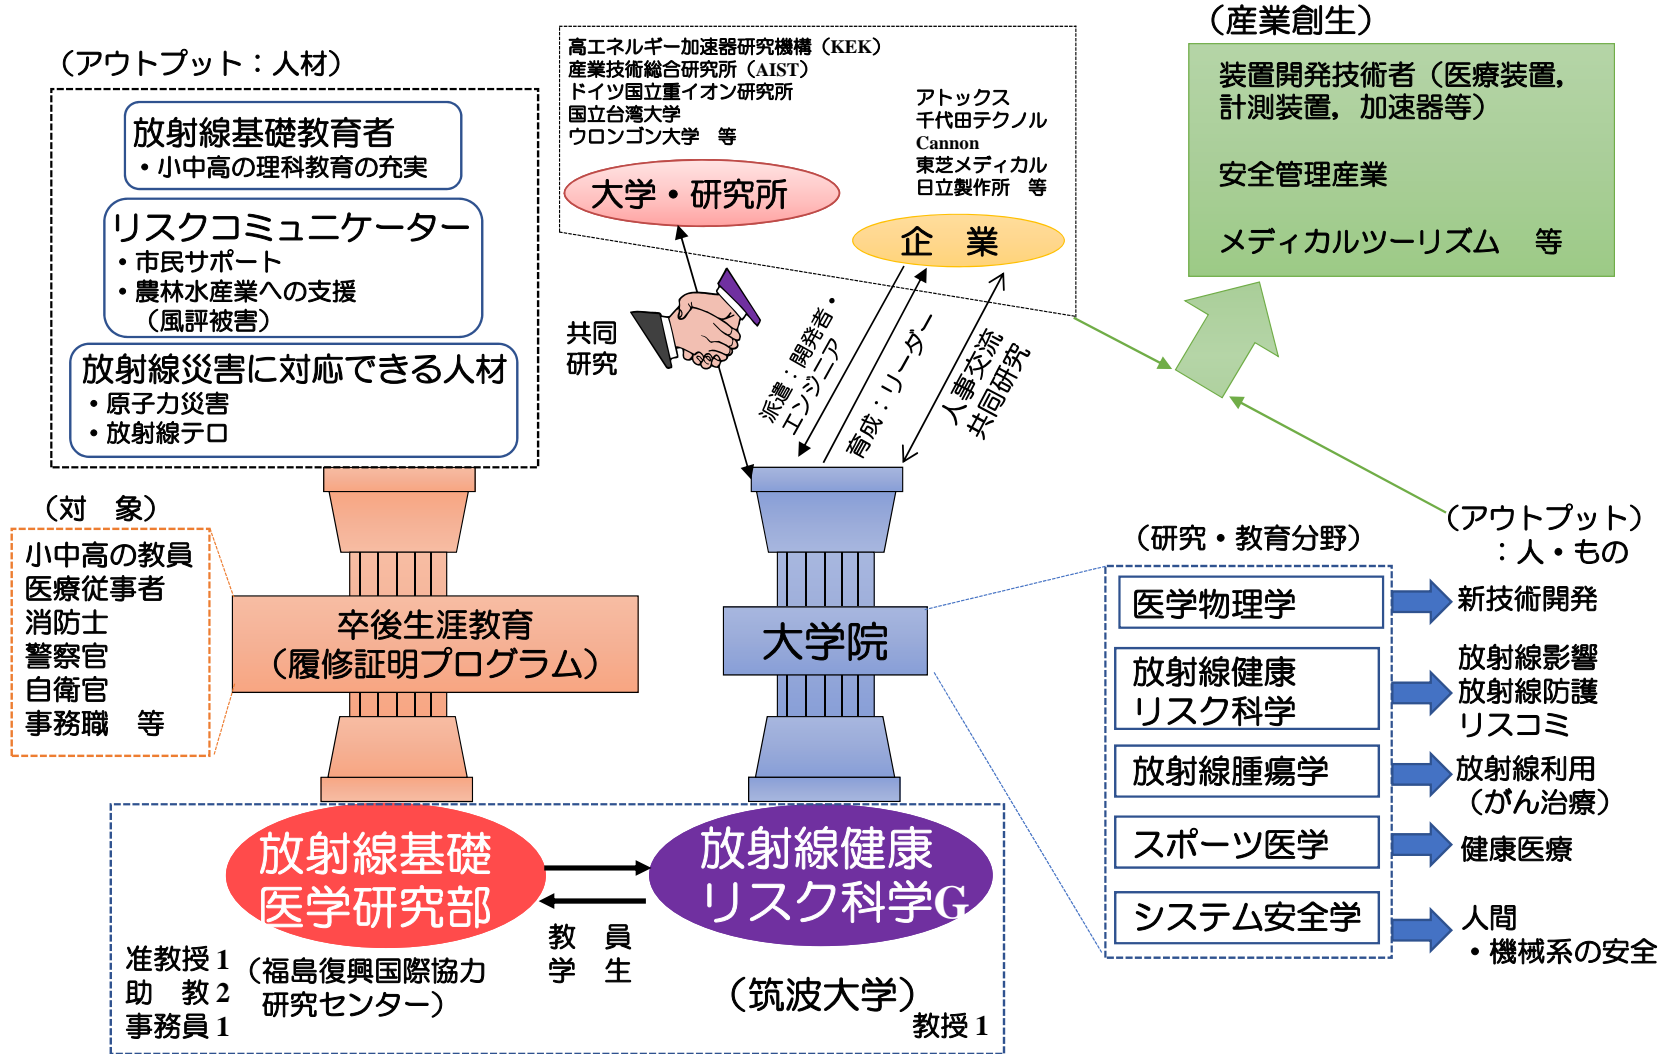 （アウトプット：人材）
放射線基礎教育者
・小中高の理科教育の充実
リスクコミュニケーター
・市民サポート
・農林水産業への支援
（風評被害）
放射線災害に対応できる人材
・原子力災害
・放射線テロ
高エネルギー加速器研究機構（KEK）
産業技術総合研究所（AIST）
ドイツ国立重イオン研究所
国立台湾大学
ウロンゴン大学　等
大学・研究所
アトックス
千代田テクノル
Cannon
東芝メディカル
日立製作所　等
企　業
（産業創生）
装置開発技術者（医療装置，
計測装置，加速器等）
安全管理産業
メディカルツーリズム　等
共同
研究
派遣：開発者・
エンジニア
育成：リーダー
人事交流
共同研究
（対　象）
小中高の教員
医療従事者
消防士
警察官
自衛官
事務職　等
卒後生涯教育
（履修証明プログラム）
大学院
（研究・教育分野）
（アウトプット）
：人・もの
医学物理学
新技術開発
放射線健康
リスク科学
放射線影響
放射線防護
リスコミ
放射線腫瘍学
放射線利用
（がん治療）
スポーツ医学
健康医療
システム安全学
人間
・機械系の安全
放射線基礎
医学研究部
放射線健康
リスク科学G
教　員
学　生
准教授 1
助　教 2
事務員 1
（福島復興国際協力
研究センター）
（筑波大学）
教授 1